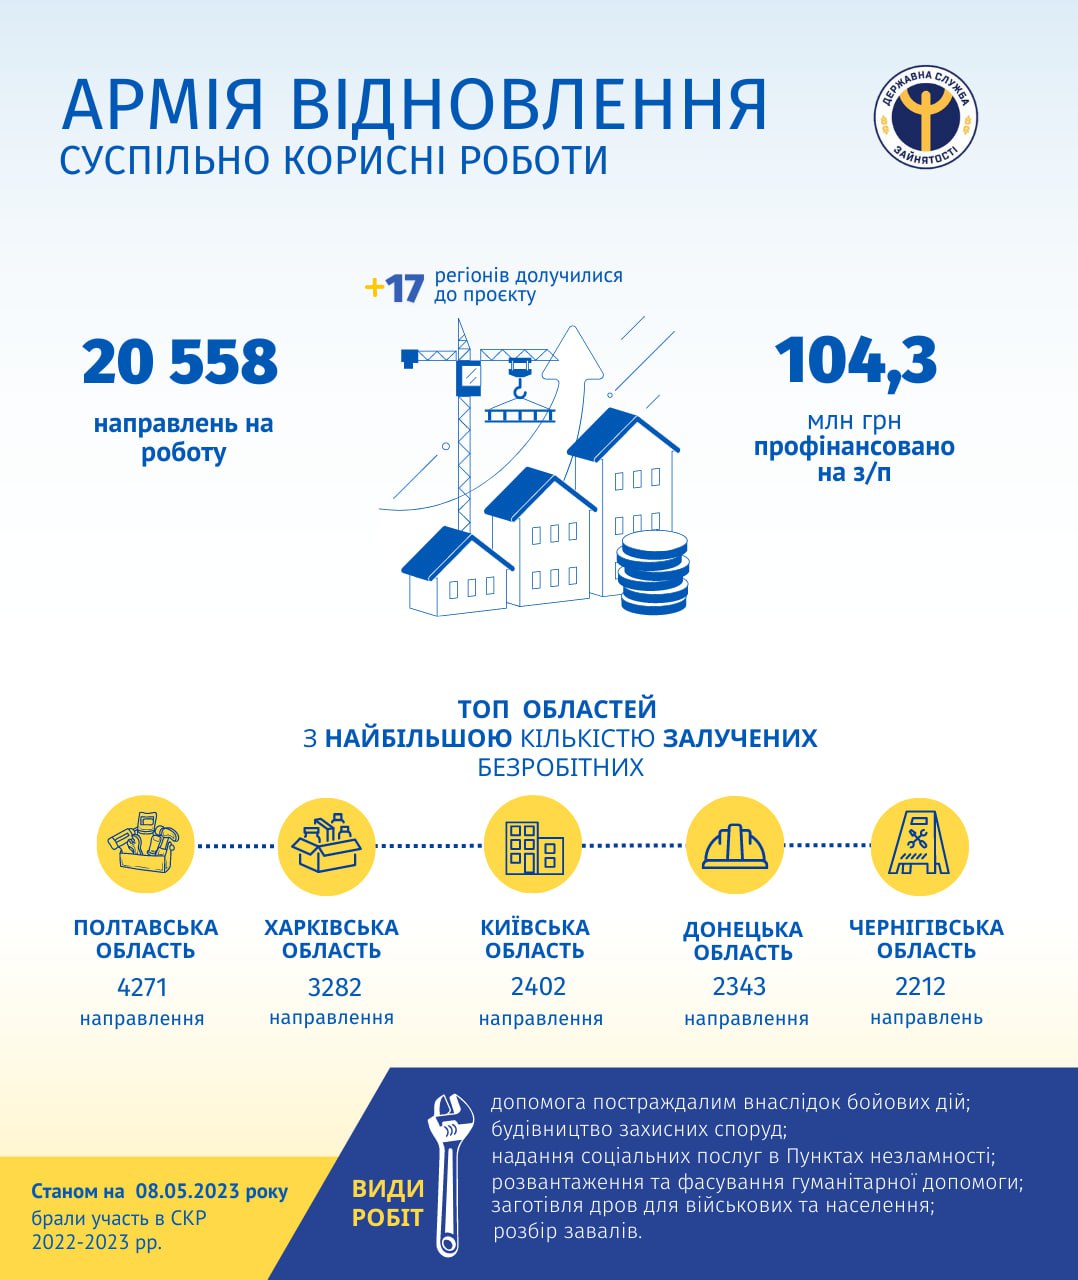 АРМІЯ ВІДНОВЛЕННЯ
СУСПІЛЬНО КОРИСНІ РОБОТИ
ДЕРЖАВНА СЛУЖБА
ЗАЙНЯТОСТІ
+17 регіонів долучилися
до проєкту
20 558
направлень на
роботу
104,3
млн грн
профінансовано
на з/п
ТОП ОБЛАСТЕЙ
З НАЙБІЛЬШОЮ КІЛЬКІСТЮ ЗАЛУЧЕНИХ
БЕЗРОБІТНИХ
ПОЛТАВСЬКА
ОБЛАСТЬ
4271
направлення
ХАРКІВСЬКА
ОБЛАСТЬ
3282
направлення
КИЇВСЬКА
ОБЛАСТЬ
2402
направлення
ДОНЕЦЬКА
ОБЛАСТЬ
2343
направлення
ЧЕРНІГІВСЬКА
ОБЛАСТЬ
2212
направлень
Станом на 08.05.2023 року
брали участь в СКР
2022-2023 рр.
ВИДИ
РОБІТ
допомога постраждалим внаслідок бойових дій;
будівництво захисних споруд;
надання соціальних послуг в Пунктах незламності;
розвантаження та фасування гуманітарної допомоги;
заготівля дров для військових та населення;
розбір завалів.